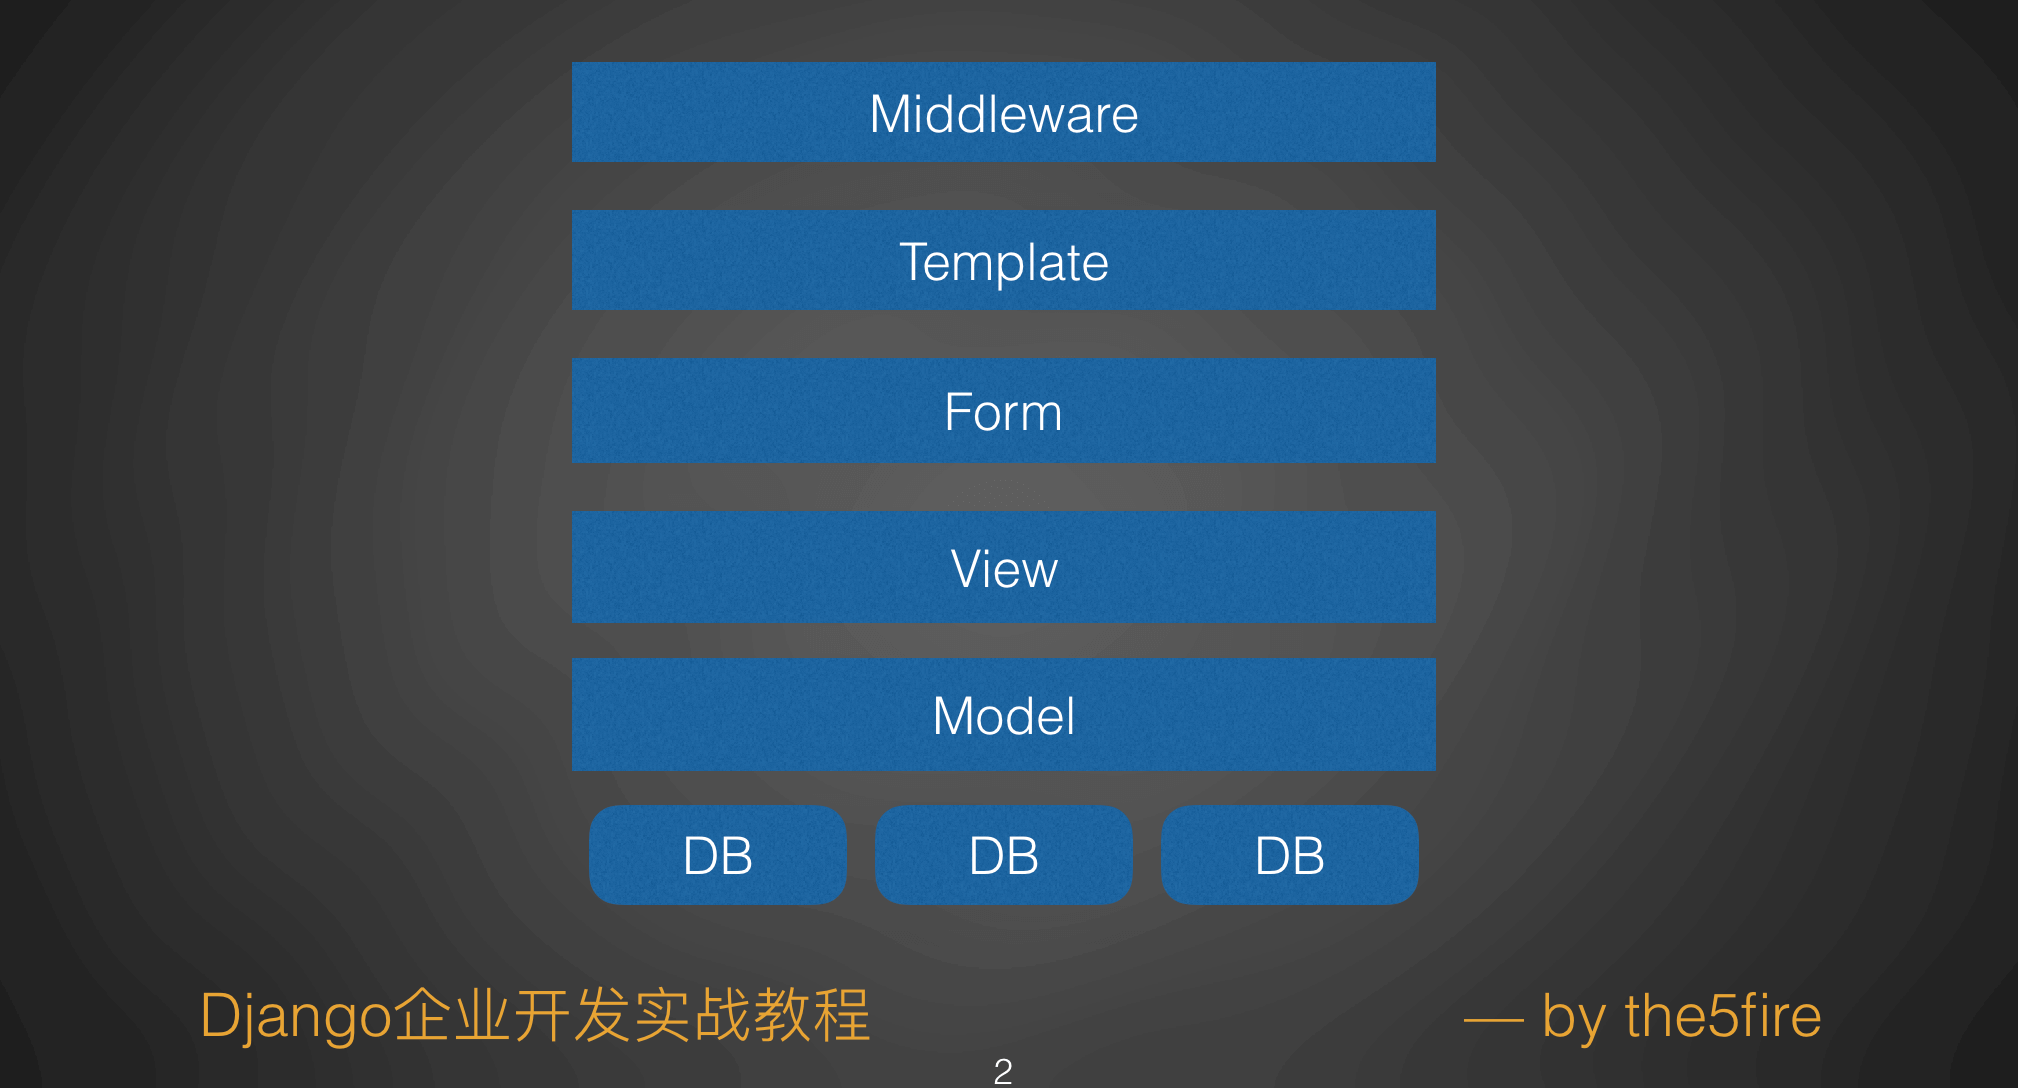 Middleware
Template
Form
View
Model
DB DB DB
Django企业开发实战教程 — by the5fire
2